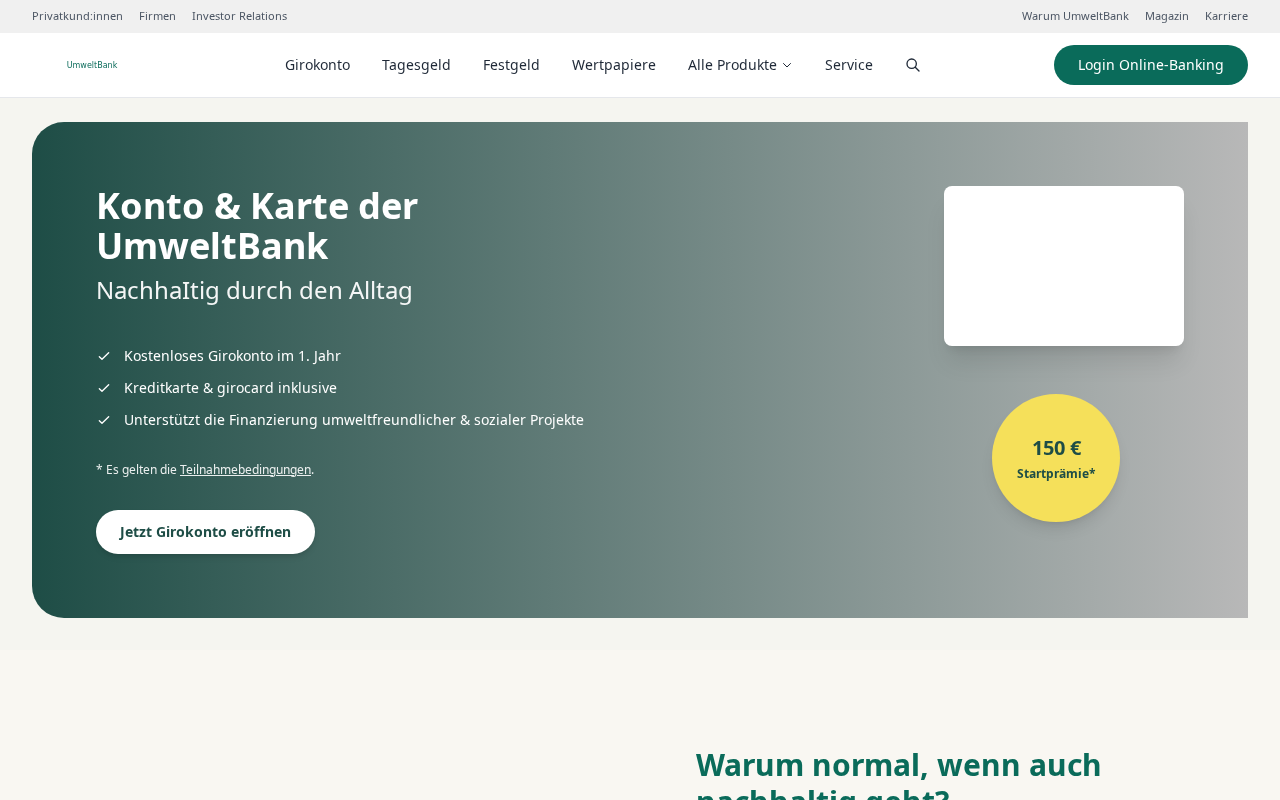 Privatkund:innen Firmen Investor Relations Warum UmweltBank Magazin Karriere
UmweltBank Girokonto Tagesgeld Festgeld Wertpapiere Alle Produkte Service Login Online-Banking
Konto & Karte der
UmweltBank
NachhaItig durch den Alltag
Kostenloses Girokonto im 1. Jahr
Kreditkarte & girocard inklusive
Unterstützt die Finanzierung umweltfreundlicher & sozialer Projekte
* Es gelten die Teilnahmebedingungen.
Jetzt Girokonto eröffnen
150 €
Startprämie*
Warum normal, wenn auch
nachhaltig geht?